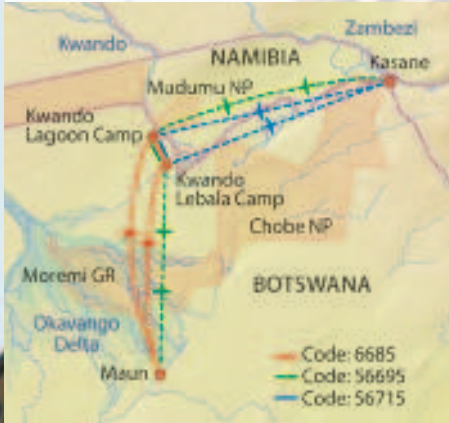 Zambezi
Kwando
NAMIBIA
Kasane
Mudumu NP
Kwando
Lagoon Camp
Kwando
Lebala Camp
Chobe NP
Moremi GR
BOTSWANA
Okavango
Delta
Maun
Code: 6685
Code: 56695
Code: 56715